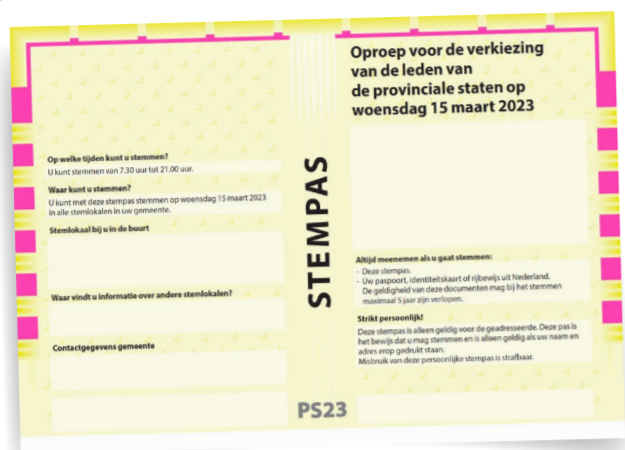 Op welke tijden kunt u stemmen?
U kunt stemmen van 7.30 uur tot 21.00 uur.
Waar kunt u stemmen?
U kunt met deze stempas stemmen op woensdag 15 maart 2023
in alle stemlokalen in uw gemeente.
Stemlokaal bij u in de buurt
Waar vindt u informatie over andere stemlokalen?
Contactgegevens gemeente
STEMPAS
PS23
Oproep voor de verkiezing
van de leden van
de provinciale staten op
woensdag 15 maart 2023
Altijd meenemen als u gaat stemmen:
- Deze stempas.
- Uw paspoort, identiteitskaart of rijbewijs uit Nederland.
De geldigheid van deze documenten mag bij het stemmen
maximaal 5 jaar zijn verlopen.
Strikt persoonlijk!
Deze stempas is alleen geldig voor de geadresseerde. Deze pas is
het bewijs dat u mag stemmen en is alleen geldig als uw naam en
adres erop gedrukt staan.
Misbruik van deze persoonlijke stempas is strafbaar.